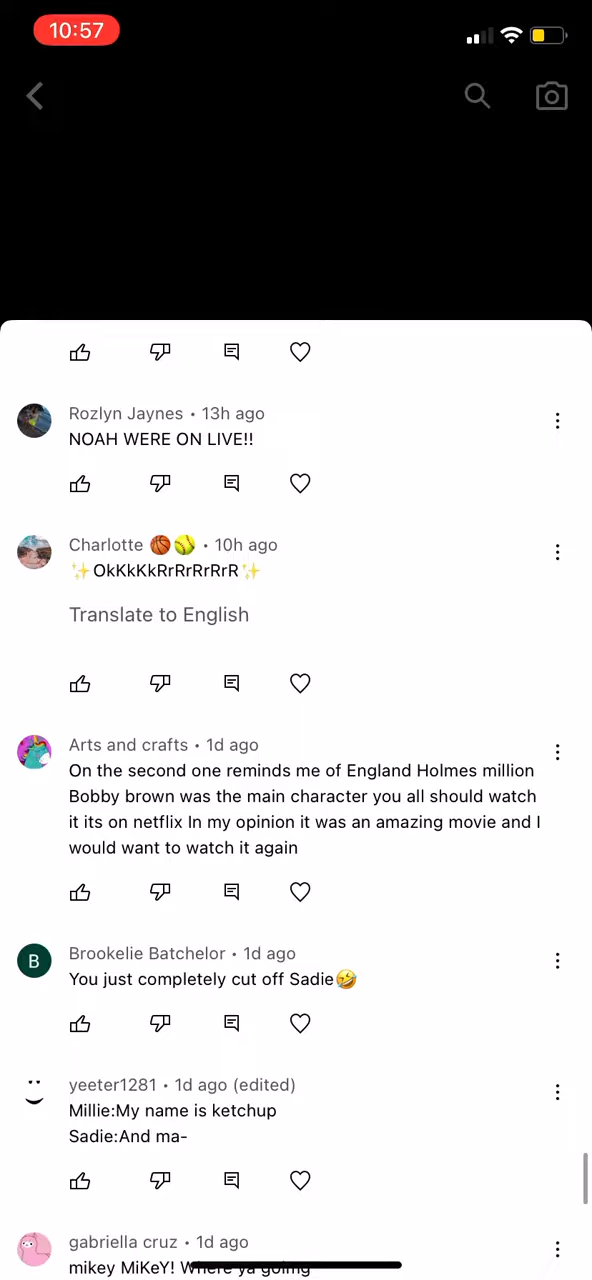 10:57
Rozlyn Jaynes • 13h ago
NOAH WERE ON LIVE!!
Charlotte 🏀🥎 • 10h ago
✨OkKkKkRrRrRrRrR✨
Translate to English
Arts and crafts • 1d ago
On the second one reminds me of England Holmes million
Bobby brown was the main character you all should watch
it its on netflix In my opinion it was an amazing movie and I
would want to watch it again
B
Brookelie Batchelor • 1d ago
You just completely cut off Sadie🤣
yeeter1281 • 1d ago (edited)
Millie:My name is ketchup
Sadie:And ma-
gabriella cruz • 1d ago
mikey MiKeY! Where ya going